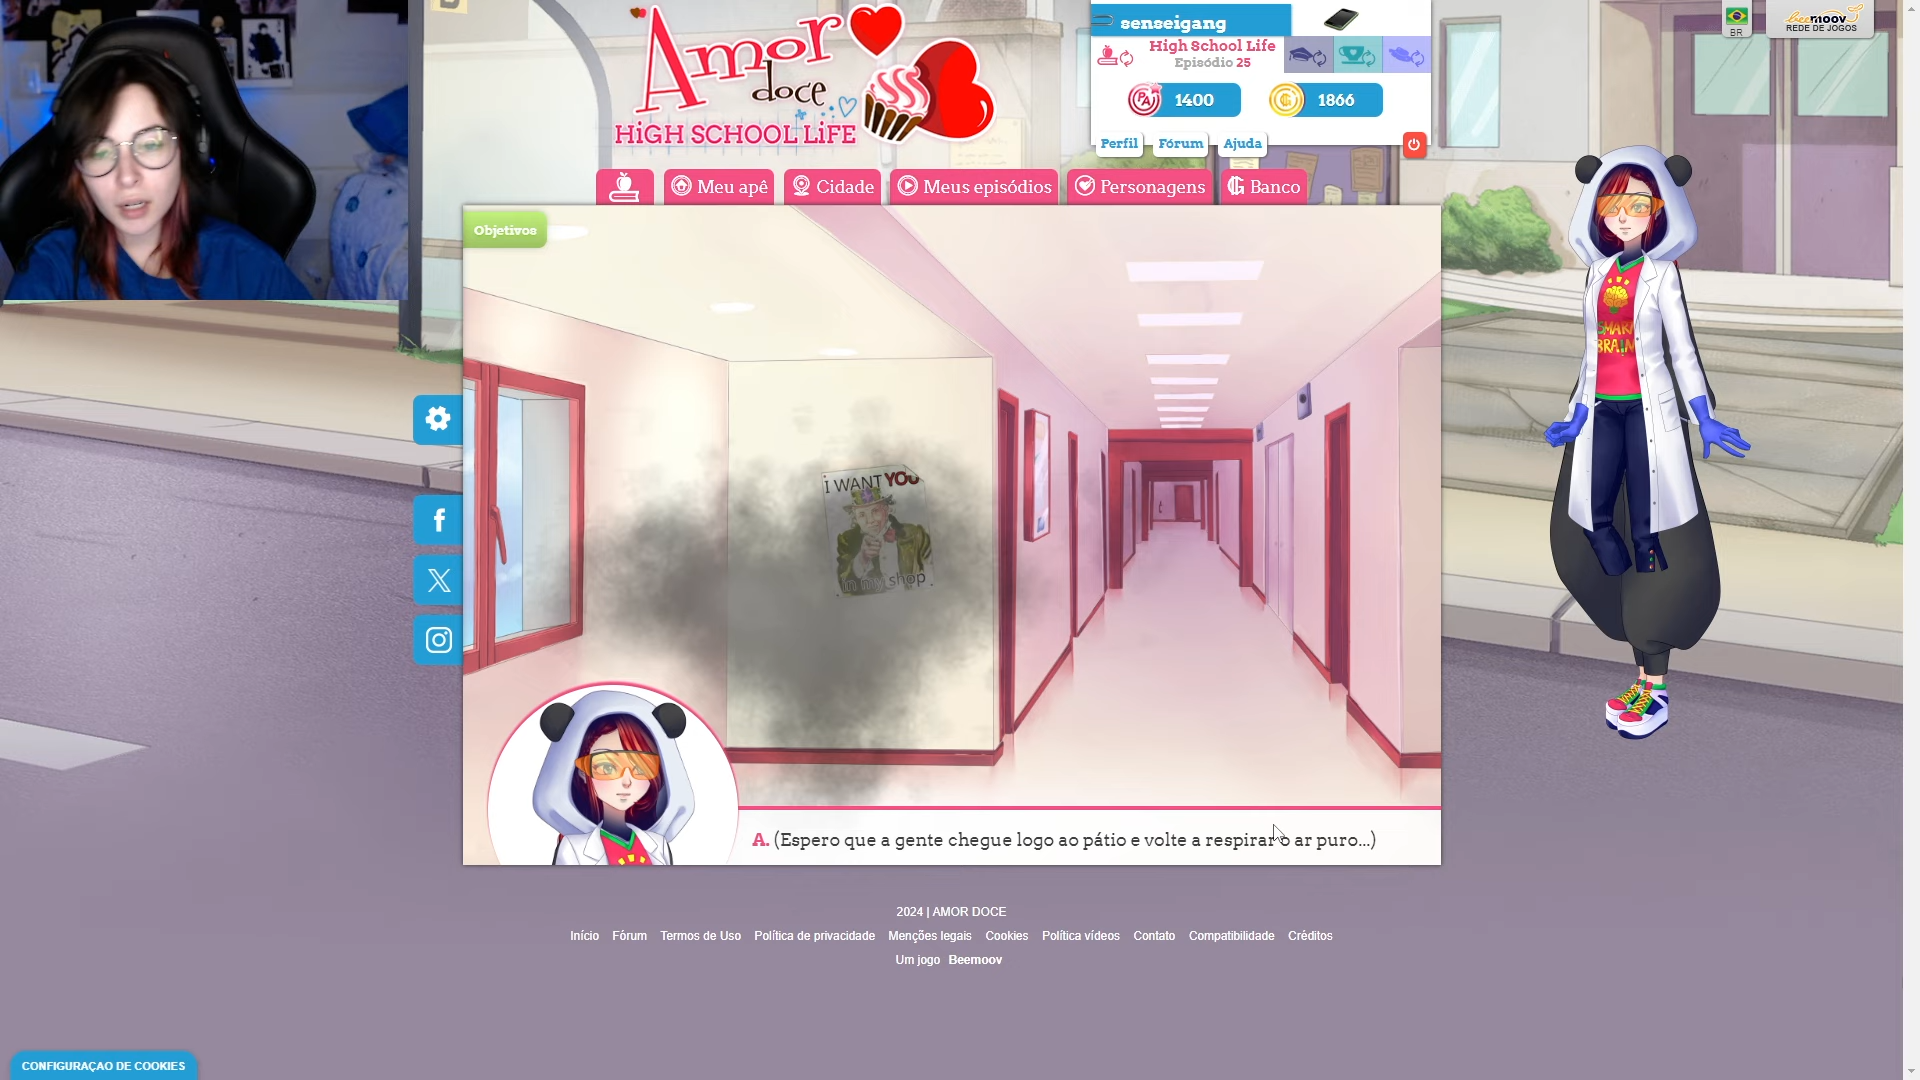 Amor
doce
HiGH SCHOOL LiFE
senseigang
High School Life
Episódio 25
PA
1400
1866
Perfil
Fórum
Ajuda
BR
beemoov
REDE DE JOGOS
Meu apê
Cidade
Meus episódios
Personagens
Banco
Objetivos
I WANT YOU
in my shop
SMART
BRAIN
A. (Espero que a gente chegue logo ao pátio e volte a respirar o ar puro...)
2024 | AMOR DOCE
Início Fórum Termos de Uso Política de privacidade Menções legais Cookies Política vídeos Contato Compatibilidade Créditos
Um jogo Beemoov
CONFIGURAÇAO DE COOKIES